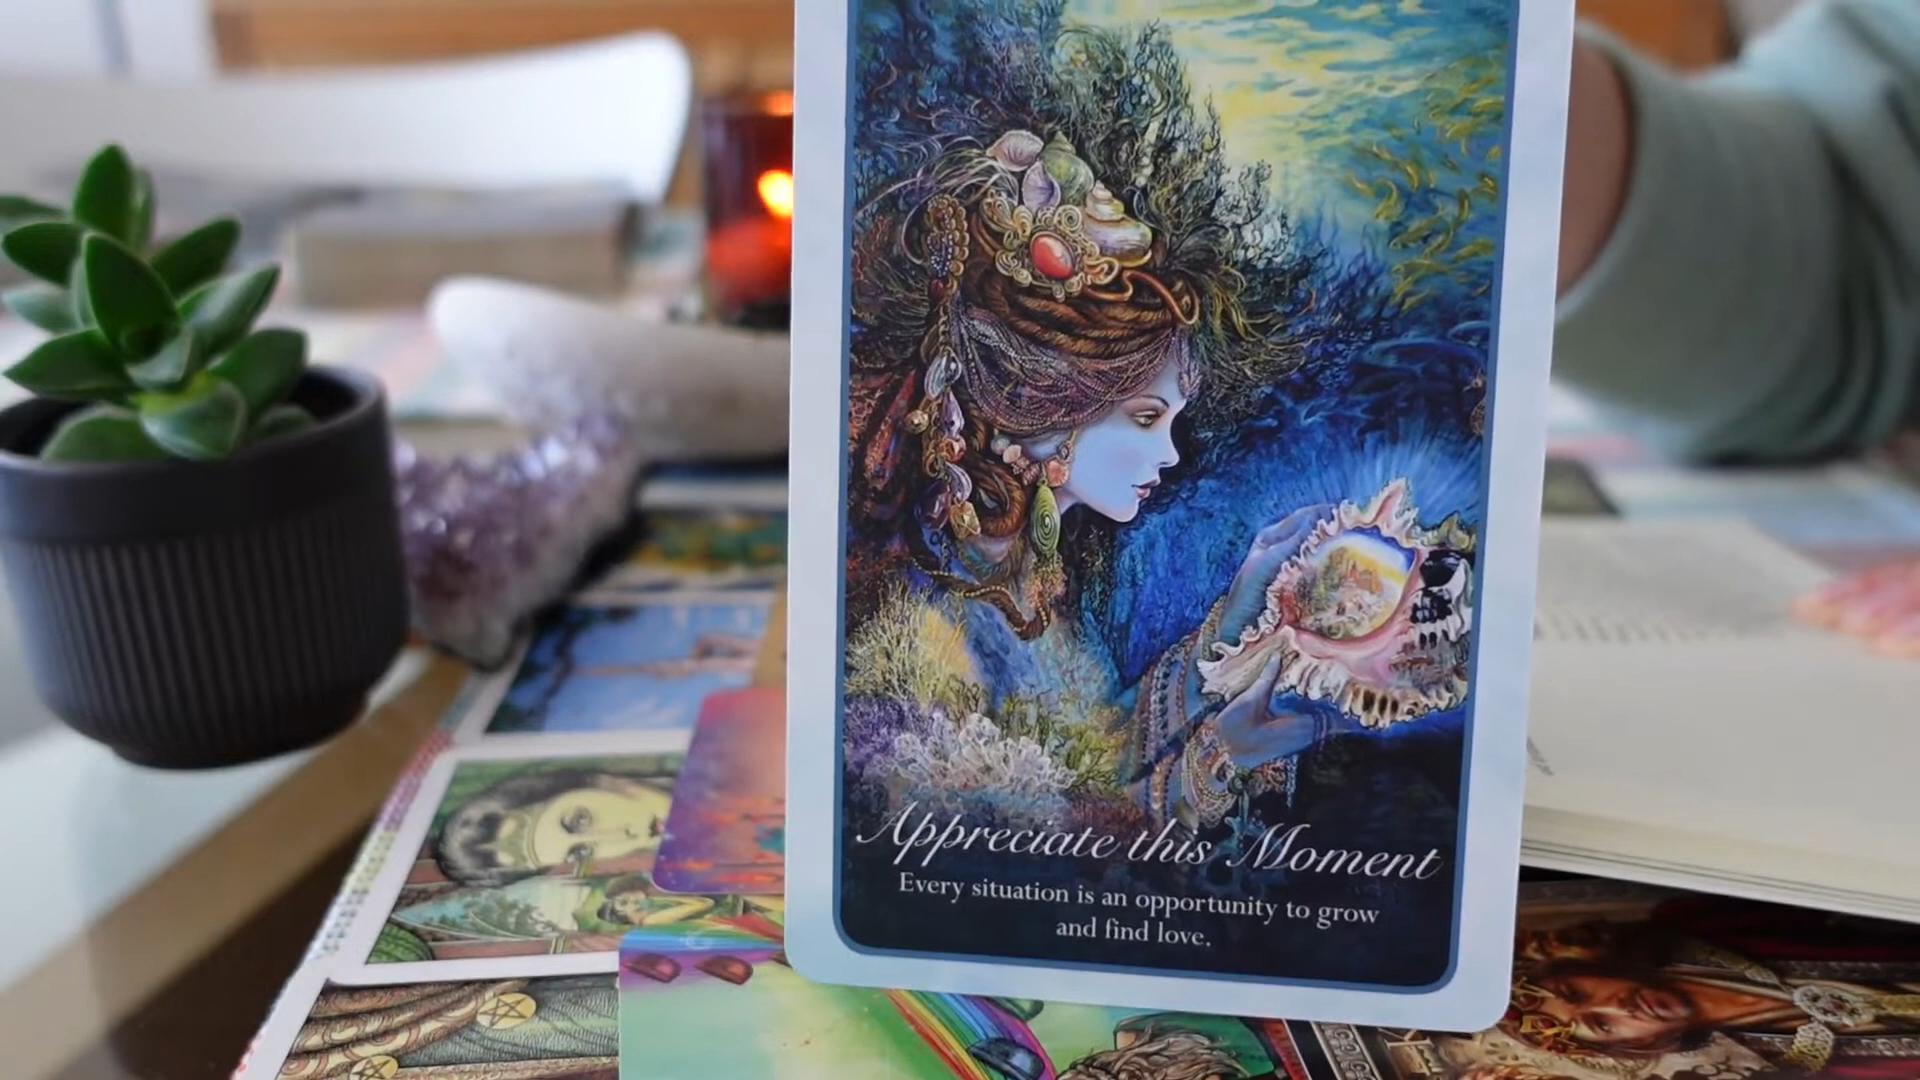 Appreciate this Moment
Every situation is an opportunity to grow
and find love.